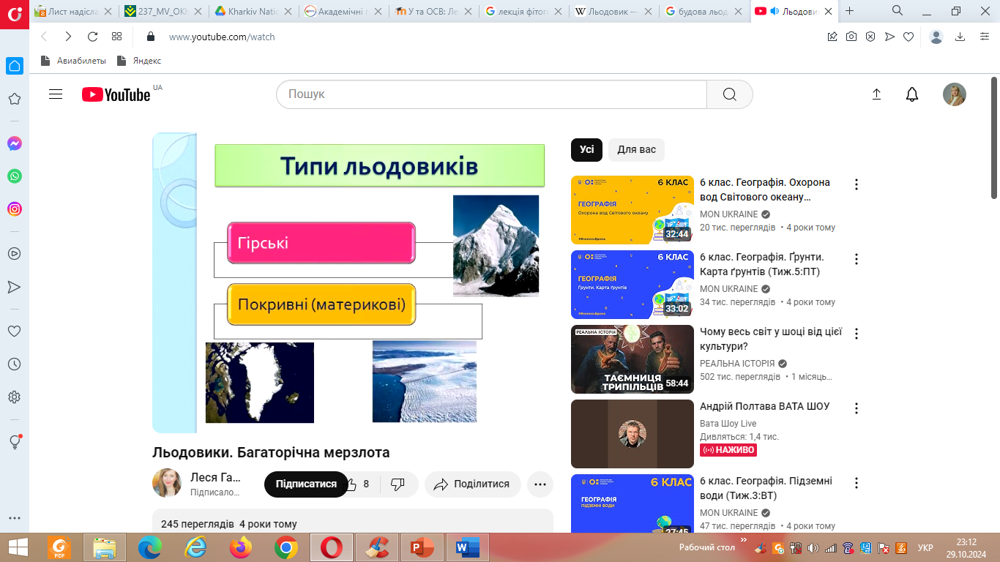 Лист надісла
237_MV_OKH
Kharkiv Natio
Академічні г
У та ОСВ: Ле
лекція фітог
Льодовик —
будова льод
Льодови
www.youtube.com/watch
Авиабилеты
Яндекс
YouTube UA
Пошук
Типи льодовиків
Гірські
Покривні (материкові)
Льодовики. Багаторічна мерзлота
Леся Га...
Підписало...
Підписатися
8
Поділитися
245 переглядів 4 роки тому
Усі
Для вас
6 КЛАС
ГЕОГРАФІЯ
Охорона вод Світового океану
32:44
6 клас. Географія. Охорона
вод Світового океану...
MON UKRAINE
20 тис. переглядів • 4 роки тому
6 КЛАС
ГЕОГРАФІЯ
Ґрунти. Карта ґрунтів
33:02
6 клас. Географія. Ґрунти.
Карта ґрунтів (Тиж.5:ПТ)
MON UKRAINE
34 тис. переглядів • 4 роки тому
РЕАЛЬНА ІСТОРІЯ
ТАЄМНИЦЯ
ТРИПІЛЬЦІВ
58:44
Чому весь світ у шоці від цієї
культури?
РЕАЛЬНА ІСТОРІЯ
502 тис. переглядів • 1 місяць...
Андрій Полтава ВАТА ШОУ
Вата Шоу Live
Дивляться: 1,4 тис.
НАЖИВО
6 КЛАС
ГЕОГРАФІЯ
ПІДЗЕМНІ ВОДИ
27:45
6 клас. Географія. Підземні
води (Тиж.3:ВТ)
MON UKRAINE
47 тис. переглядів • 4 роки тому
PDF
Рабочий стол
УКР
23:12
29.10.2024